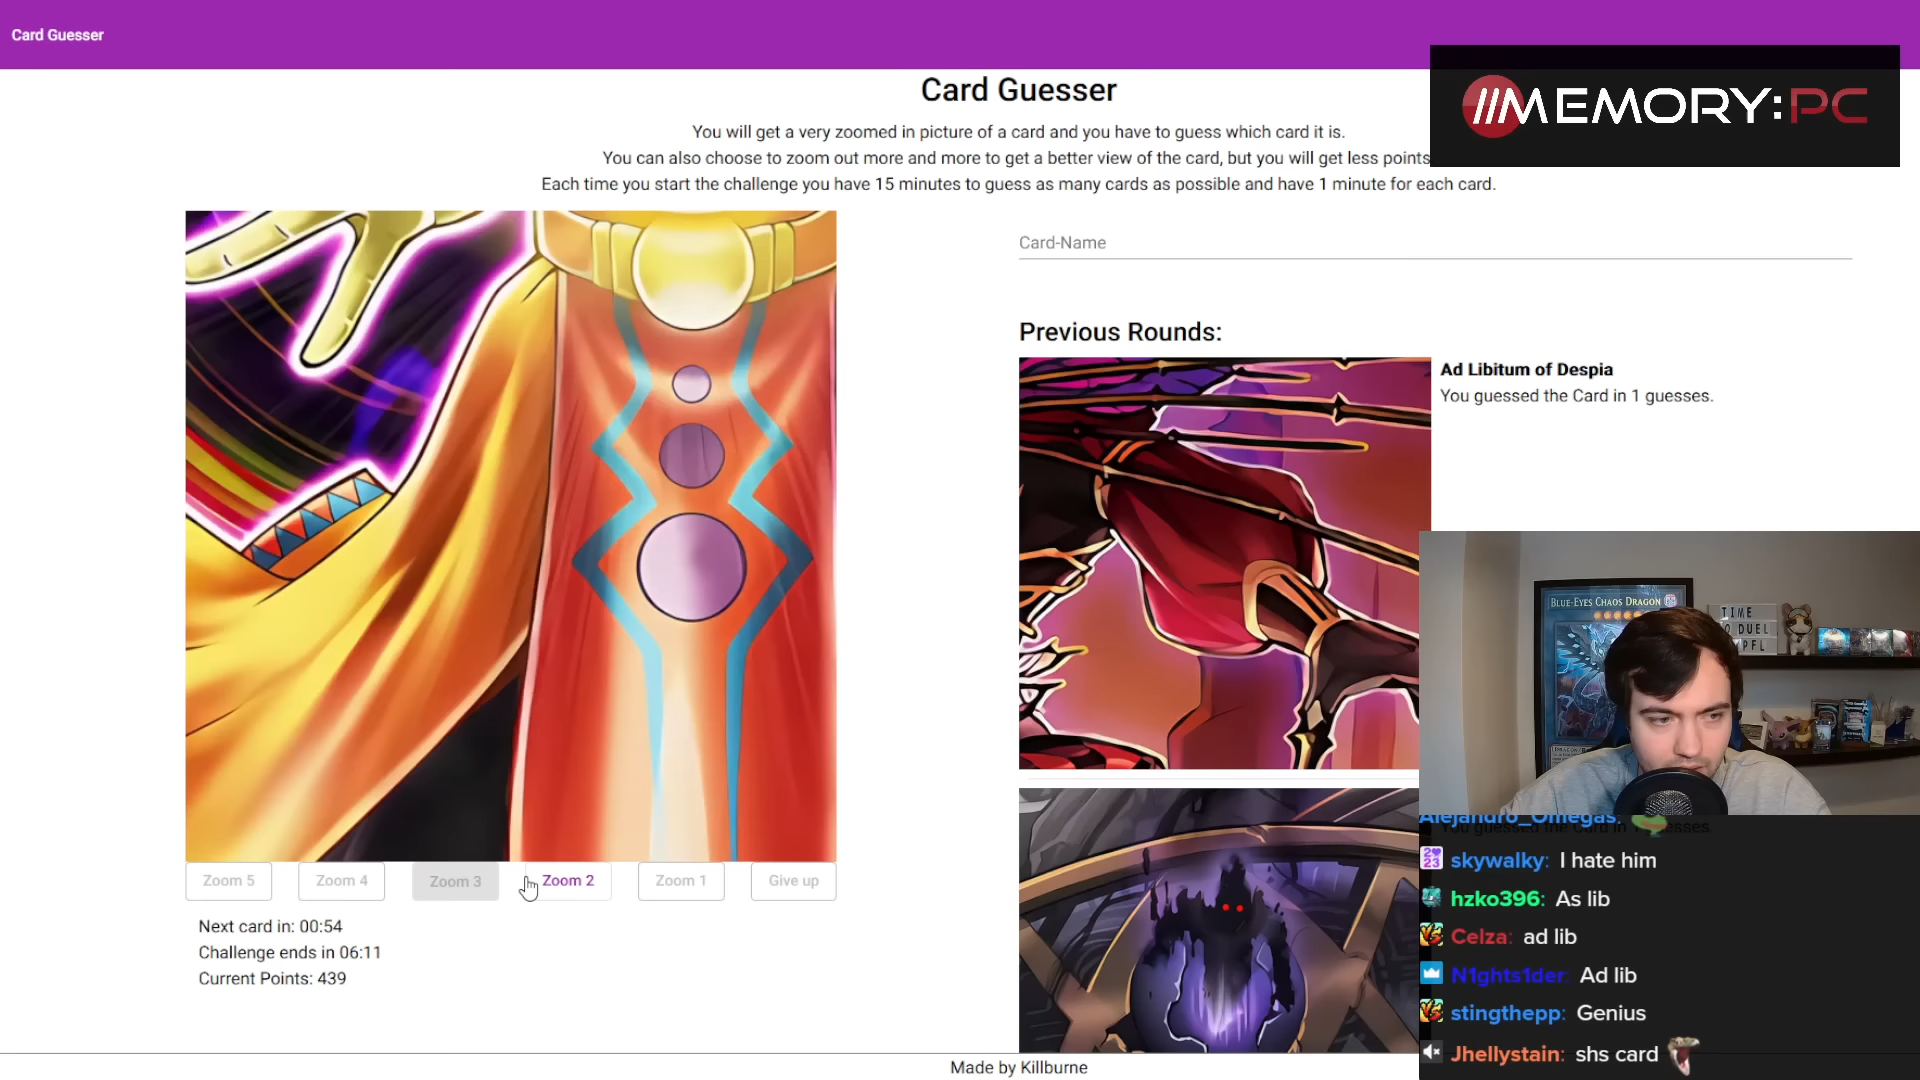 Card Guesser
Card Guesser
You will get a very zoomed in picture of a card and you have to guess which card it is.
You can also choose to zoom out more and more to get a better view of the card, but you will get less points
Each time you start the challenge you have 15 minutes to guess as many cards as possible and have 1 minute for each card.
//MEMORY:PC
Card-Name
Previous Rounds:
Ad Libitum of Despia
You guessed the Card in 1 guesses.
BLUE-EYES CHAOS DRAGON
TIME
DUEL
Zoom 5
Zoom 4
Zoom 3
Zoom 2
Zoom 1
Give up
Next card in: 00:54
Challenge ends in 06:11
Current Points: 439
Alejandro_Omegas:
skywalky: I hate him
hzko396: As lib
Celza: ad lib
N1ghts1der: Ad lib
stingthepp: Genius
Jhellystain: shs card
Made by Killburne